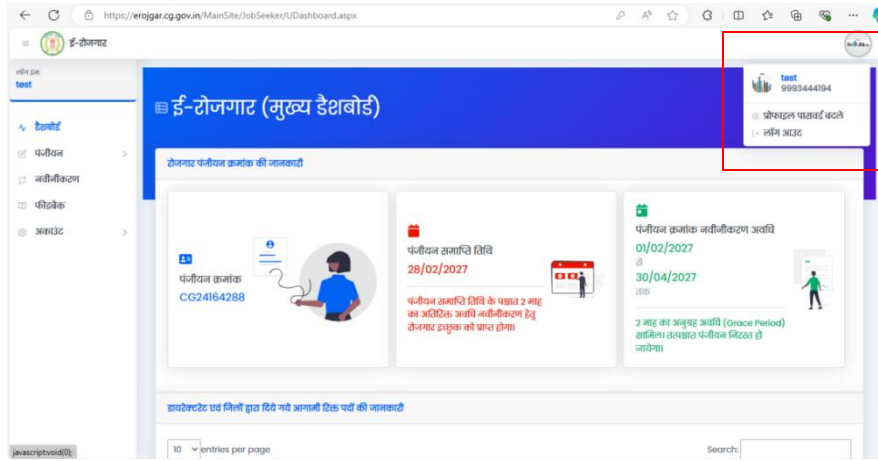 https://erojgar.cg.gov.in/MainSite/JobSeeker/UDashboard.aspx
ई-रोजगार
लॉग इन:
test
test
9993444194
प्रोफाइल पासवर्ड बदले
लॉग आउट
डैशबोर्ड
पंजीयन
नवीनीकरण
फीडबेक
अकाउंट
ई-रोजगार (मुख्य डैशबोर्ड)
रोजगार पंजीयन क्रमांक की जानकारी
पंजीयन क्रमांक
CG24164288
पंजीयन समाप्ति तिथि
28/02/2027
पंजीयन समाप्ति तिथि के पश्चात 2 माह
का अतिरिक्त अवधि नवीनीकरण हेतु
रोजगार इच्छुक को प्राप्त होगा।
पंजीयन क्रमांक नवीनीकरण अवधि
01/02/2027
से
30/04/2027
तक
2 माह का अनुग्रह अवधि (Grace Period)
शामिल। तत्पश्चात पंजीयन निरस्त हो
जायेगा।
डायरेक्टरेट एवं जिलों द्वारा दिये गये आगामी रिक्त पदों की जानकारी
10 entries per page
Search:
javascript:void(0);